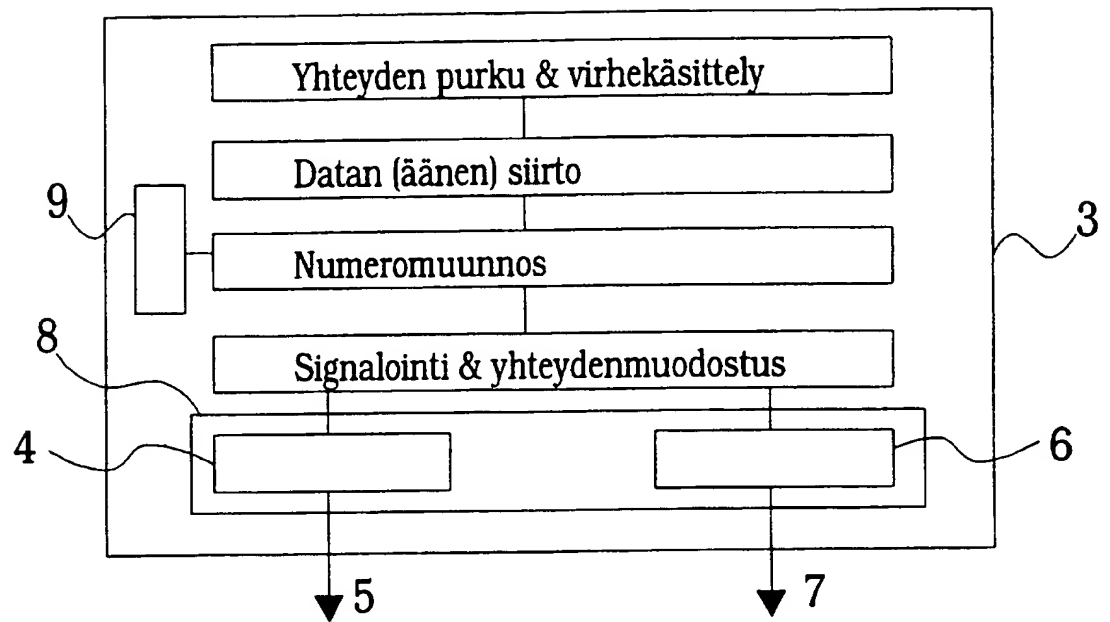 Yhteyden purku & virhekäsittely
Datan (äänen) siirto
9
3
Numeromuunnos
8
Signalointi & yhteydenmuodostus
4
6
5
7